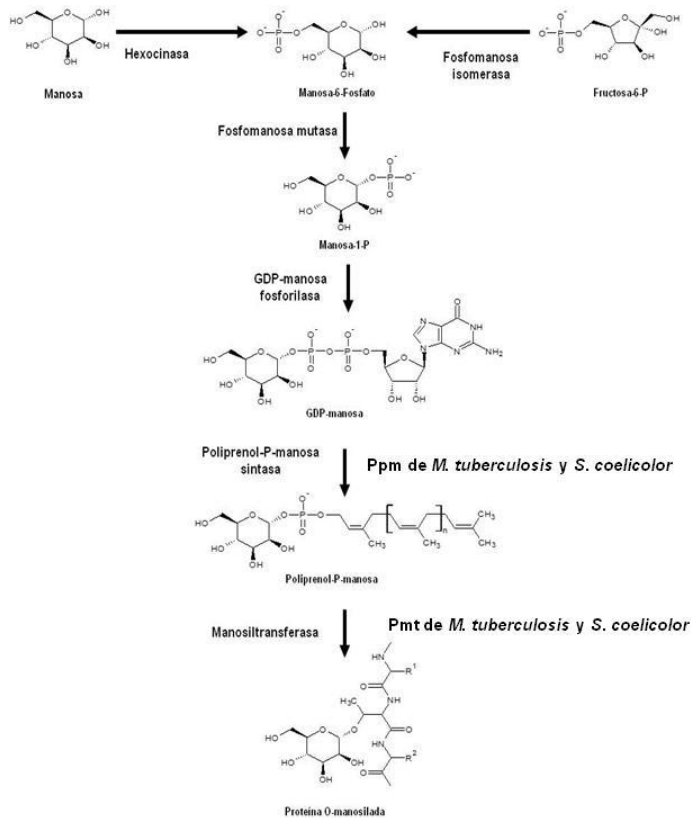 Manosa
Hexocinasa
Manosa-6-Fosfato
Fosfomanosa
isomerasa
Fructosa-6-P
Fosfomanosa mutasa
Manosa-1-P
GDP-manosa
fosforilasa
GDP-manosa
Poliprenol-P-manosa
sintasa
Ppm de M. tuberculosis y S. coelicolor
Poliprenol-P-manosa
Manosiltransferasa
Pmt de M. tuberculosis y S. coelicolor
Proteína O-manosilada